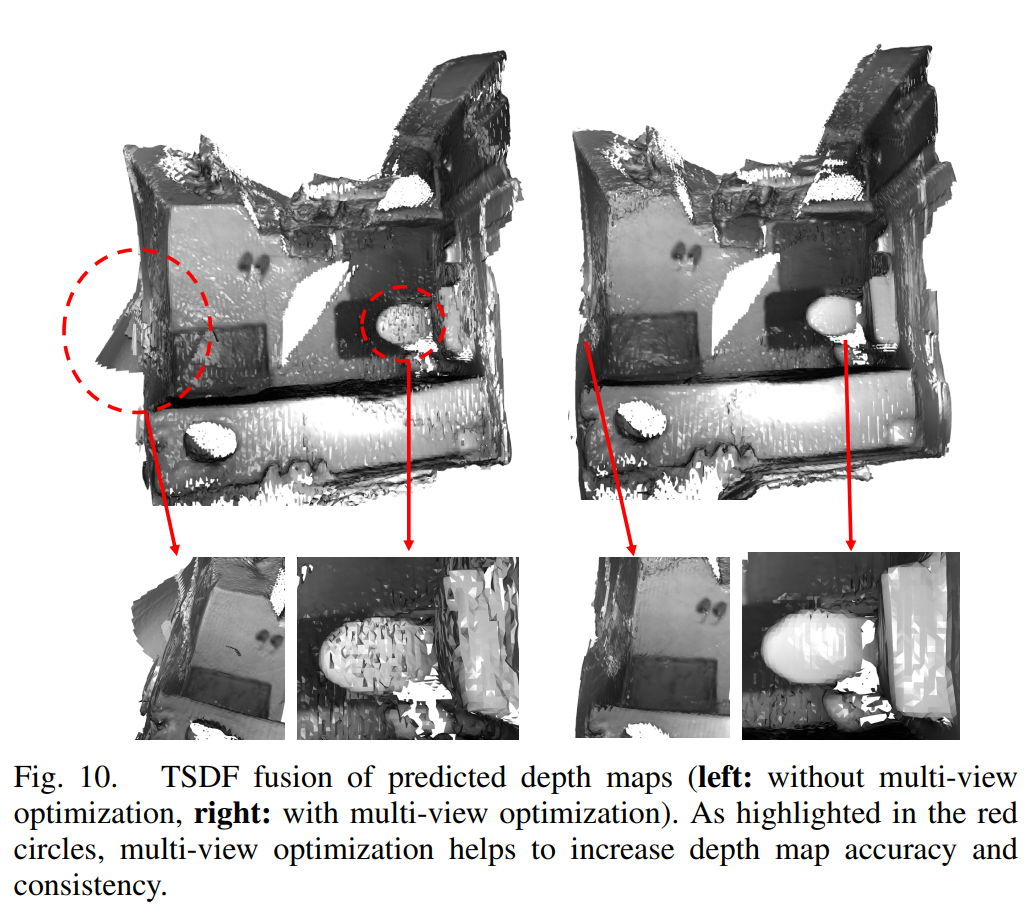 Fig. 10. TSDF fusion of predicted depth maps (left: without multi-view
optimization, right: with multi-view optimization). As highlighted in the red
circles, multi-view optimization helps to increase depth map accuracy and
consistency.